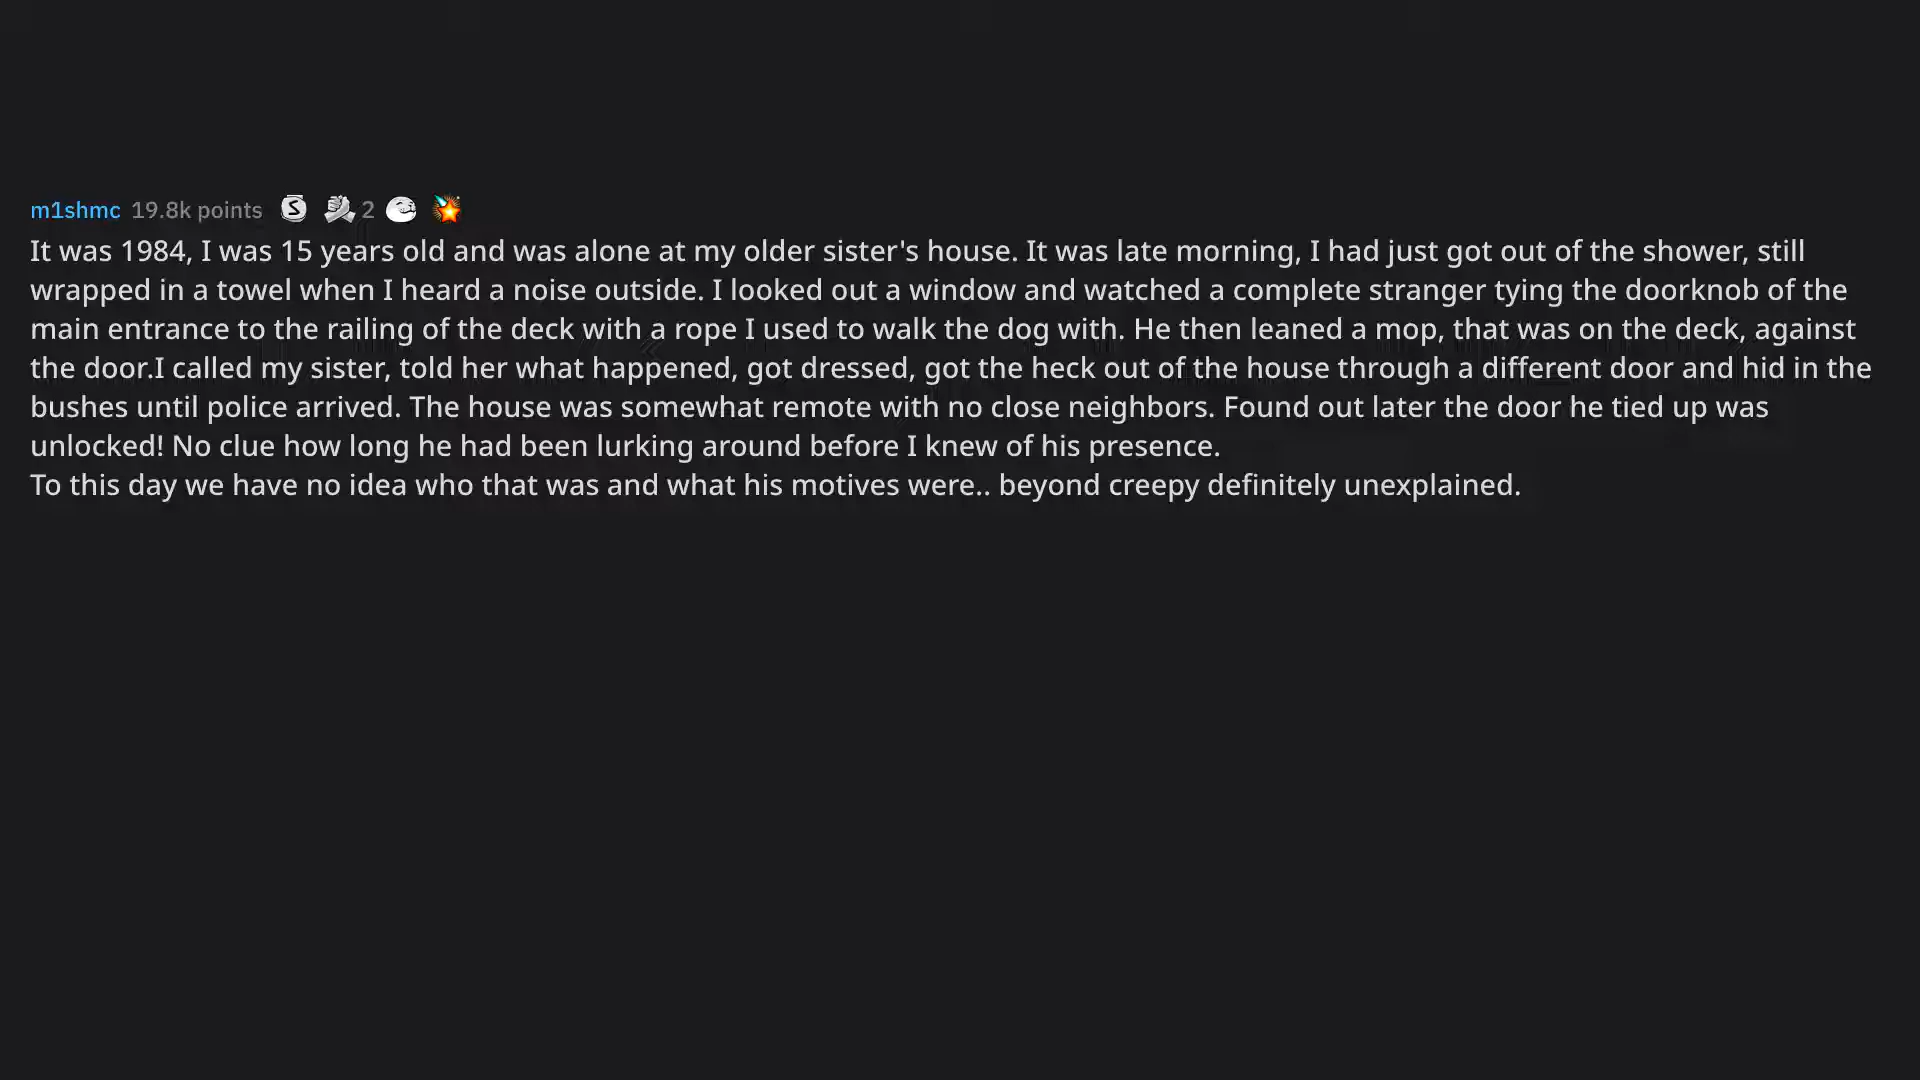 m1shmc 19.8k points 2
It was 1984, I was 15 years old and was alone at my older sister's house. It was late morning, I had just got out of the shower, still
wrapped in a towel when I heard a noise outside. I looked out a window and watched a complete stranger tying the doorknob of the
main entrance to the railing of the deck with a rope I used to walk the dog with. He then leaned a mop, that was on the deck, against
the door.I called my sister, told her what happened, got dressed, got the heck out of the house through a different door and hid in the
bushes until police arrived. The house was somewhat remote with no close neighbors. Found out later the door he tied up was
unlocked! No clue how long he had been lurking around before I knew of his presence.
To this day we have no idea who that was and what his motives were.. beyond creepy definitely unexplained.